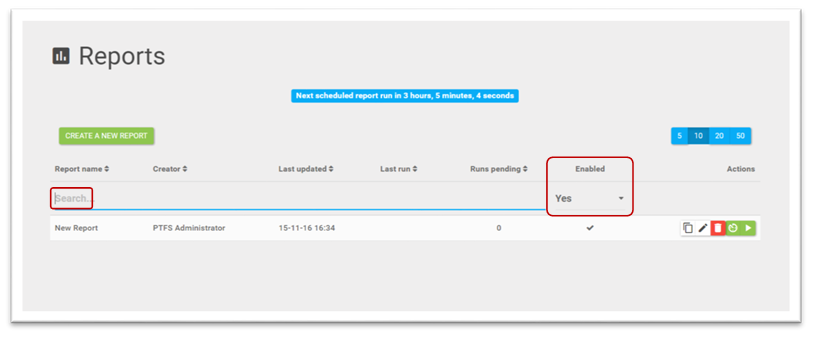 Reports
Next scheduled report run in 3 hours, 5 minutes, 4 seconds
CREATE A NEW REPORT
5 10 20 50
Report name Creator Last updated Last run Runs pending Enabled Actions
Search... Yes
New Report PTFS Administrator 15-11-16 16:34 0